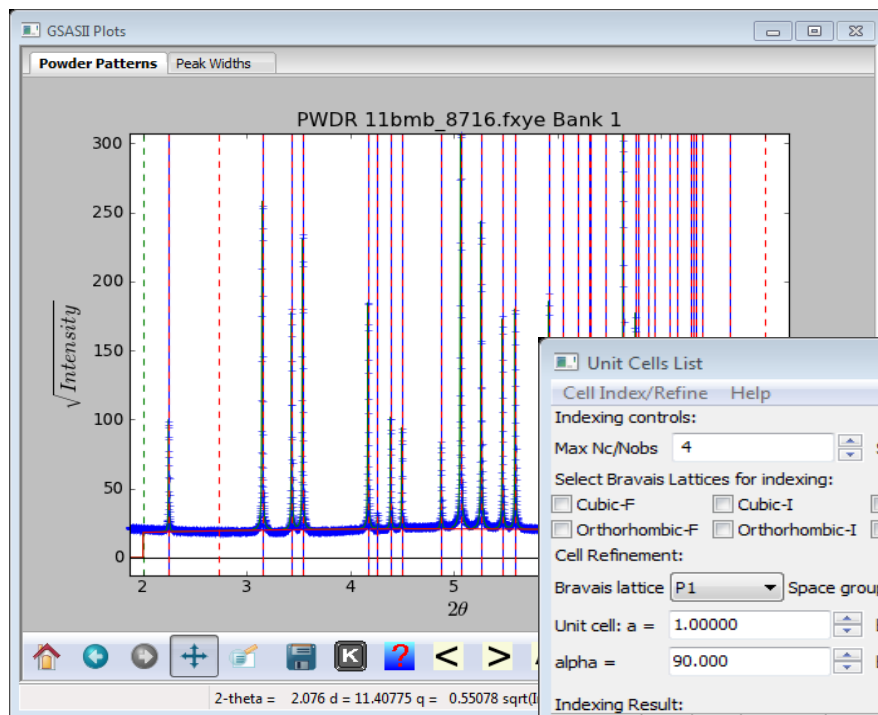 GSASII Plots
Powder Patterns Peak Widths
PWDR 11bmb_8716.fxye Bank 1
300
250
200
150
100
50
0
√Intensity
2 3 4 5
2θ
K ? < >
2-theta = 2.076 d = 11.40775 q = 0.55078 sqrt(I
Unit Cells List
Cell Index/Refine Help
Indexing controls:
Max Nc/Nobs 4 S
Select Bravais Lattices for indexing:
Cubic-F Cubic-I
Orthorhombic-F Orthorhombic-I
Cell Refinement:
Bravais lattice P1 Space group
Unit cell: a = 1.00000
alpha = 90.000
Indexing Result: